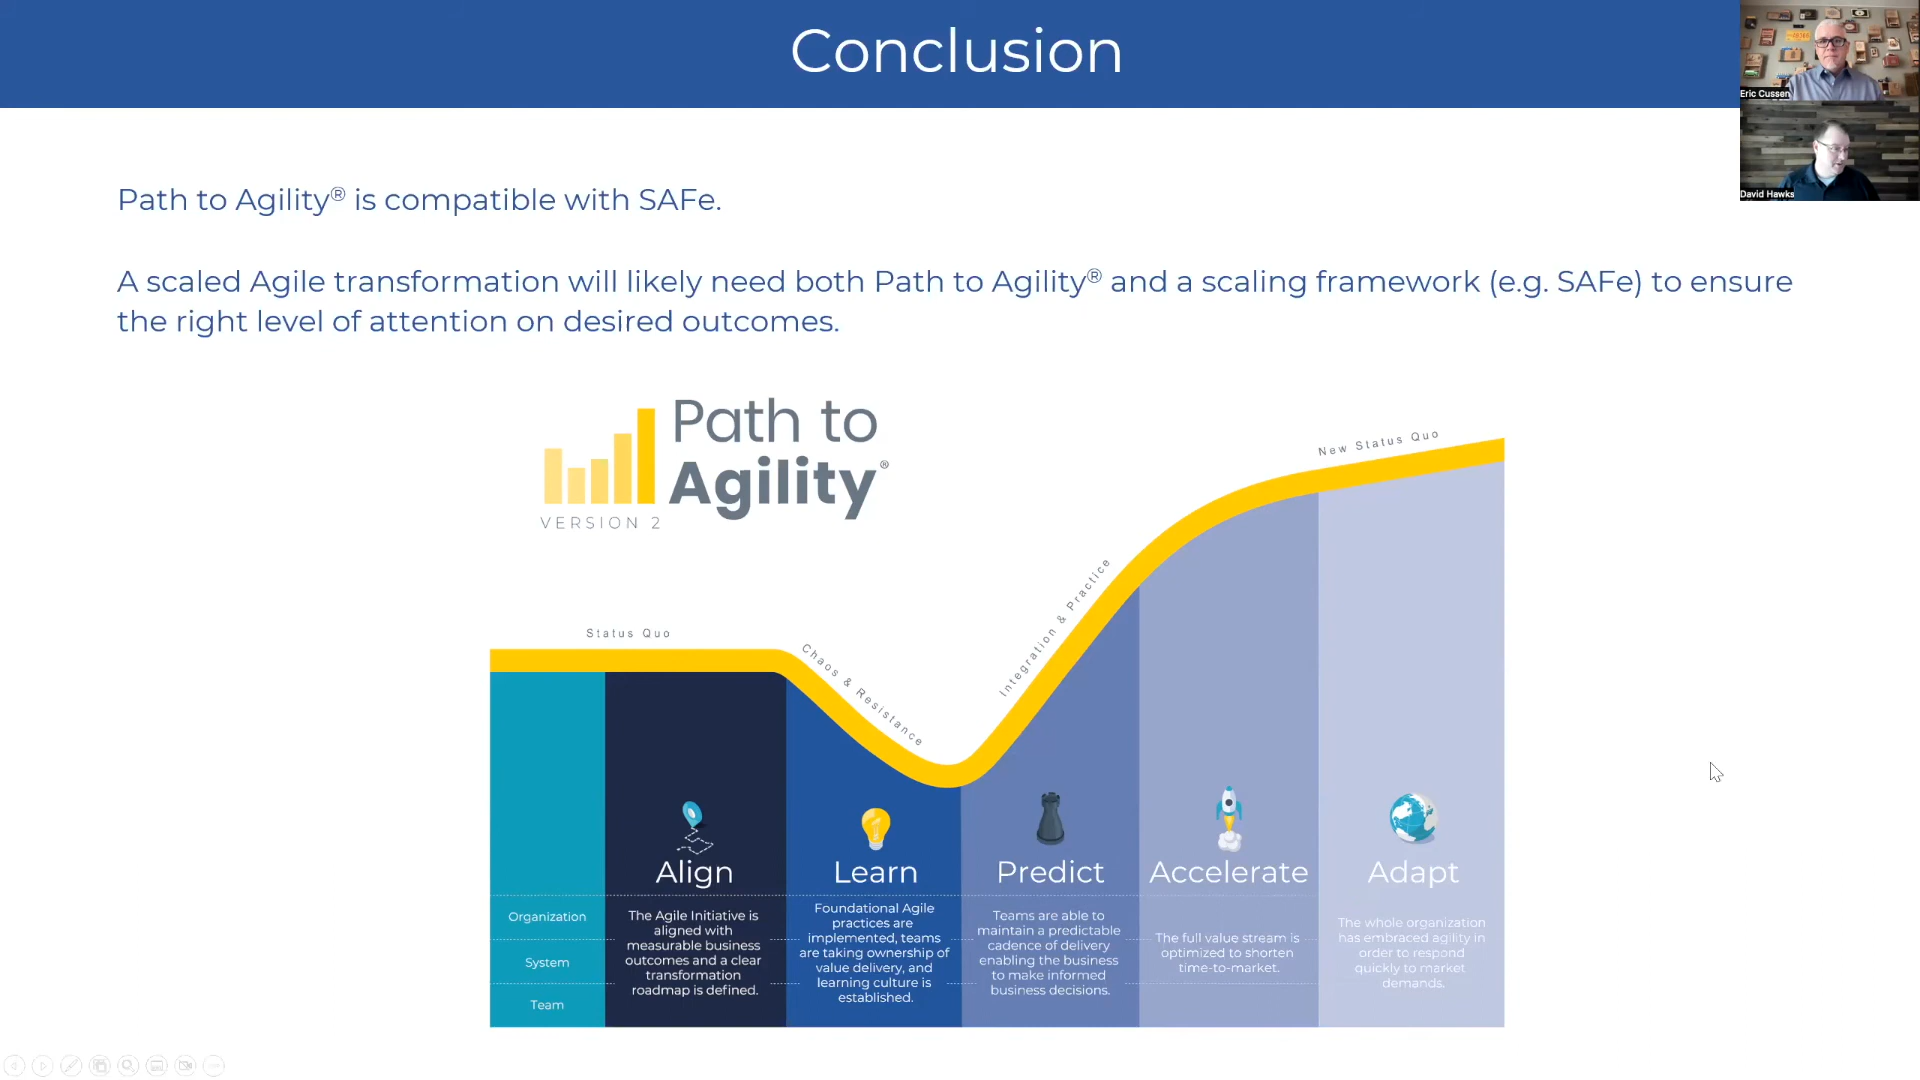 Conclusion
Eric Cussen
David Hawks
Path to Agility® is compatible with SAFe.
A scaled Agile transformation will likely need both Path to Agility® and a scaling framework (e.g. SAFe) to ensure
the right level of attention on desired outcomes.
Path to
Agility®
VERSION 2
Status Quo
Chaos & Resistance
Integration & Practice
New Status Quo
Organization
System
Team
Align
The Agile Initiative is
aligned with
measurable business
outcomes and a clear
transformation
roadmap is defined.
Learn
Foundational Agile
practices are
implemented, teams
are taking ownership of
value delivery, and
learning culture is
established.
Predict
Teams are able to
maintain a predictable
cadence of delivery
enabling the business
to make informed
business decisions.
Accelerate
The full value stream is
optimized to shorten
time-to-market.
Adapt
The whole organization
has embraced agility in
order to respond
quickly to market
demands.